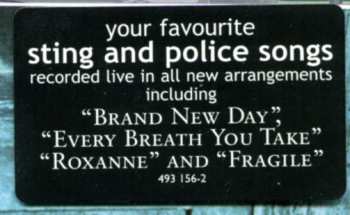 your favourite
sting and police songs
recorded live in all new arrangements
including
“BRAND NEW DAY”,
“EVERY BREATH YOU TAKE”
“ROXANNE” AND “FRAGILE”
493 156-2